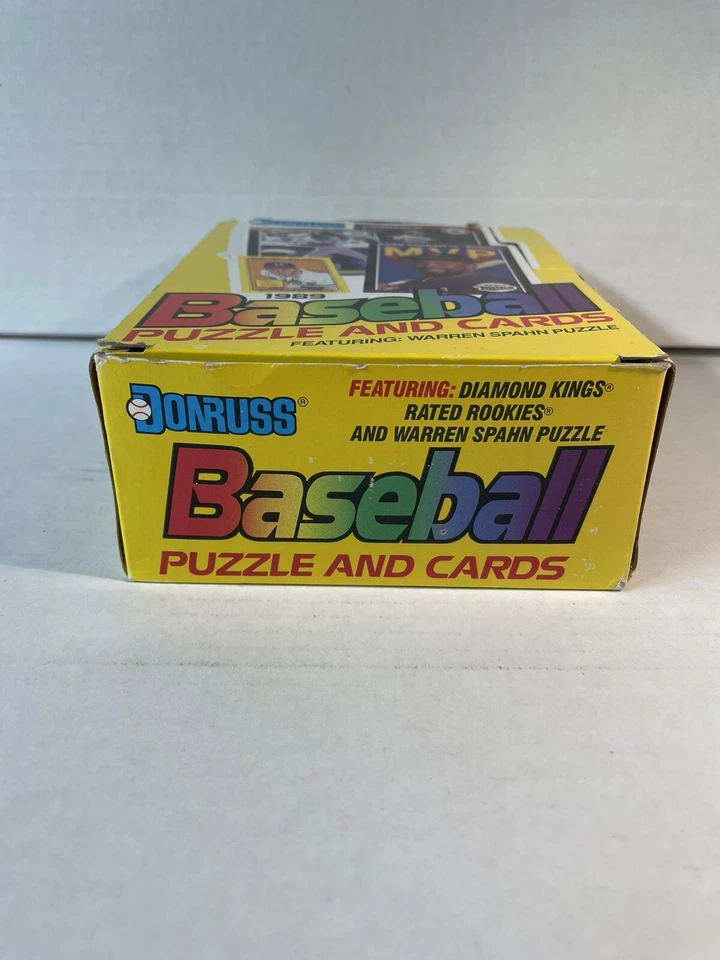 MVP
1989
Baseball
PUZZLE AND CARDS
FEATURING: WARREN SPAHN PUZZLE
DONRUSS®
FEATURING: DIAMOND KINGS®
RATED ROOKIES®
AND WARREN SPAHN PUZZLE
Baseball
PUZZLE AND CARDS